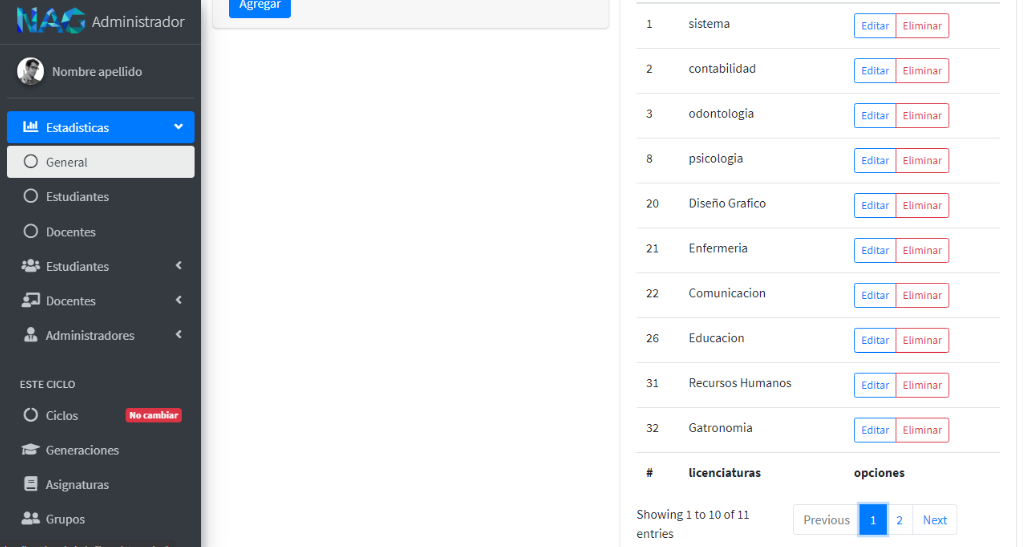 NAG Administrador
Nombre apellido
Estadisticas
General
Estudiantes
Docentes
Estudiantes
Docentes
Administradores
ESTE CICLO
Ciclos No cambiar
Generaciones
Asignaturas
Grupos
Agregar
1 sistema Editar Eliminar
2 contabilidad Editar Eliminar
3 odontologia Editar Eliminar
8 psicologia Editar Eliminar
20 Diseño Grafico Editar Eliminar
21 Enfermeria Editar Eliminar
22 Comunicacion Editar Eliminar
26 Educacion Editar Eliminar
31 Recursos Humanos Editar Eliminar
32 Gatronomia Editar Eliminar
# licenciaturas opciones
Showing 1 to 10 of 11
entries
Previous 1 2 Next